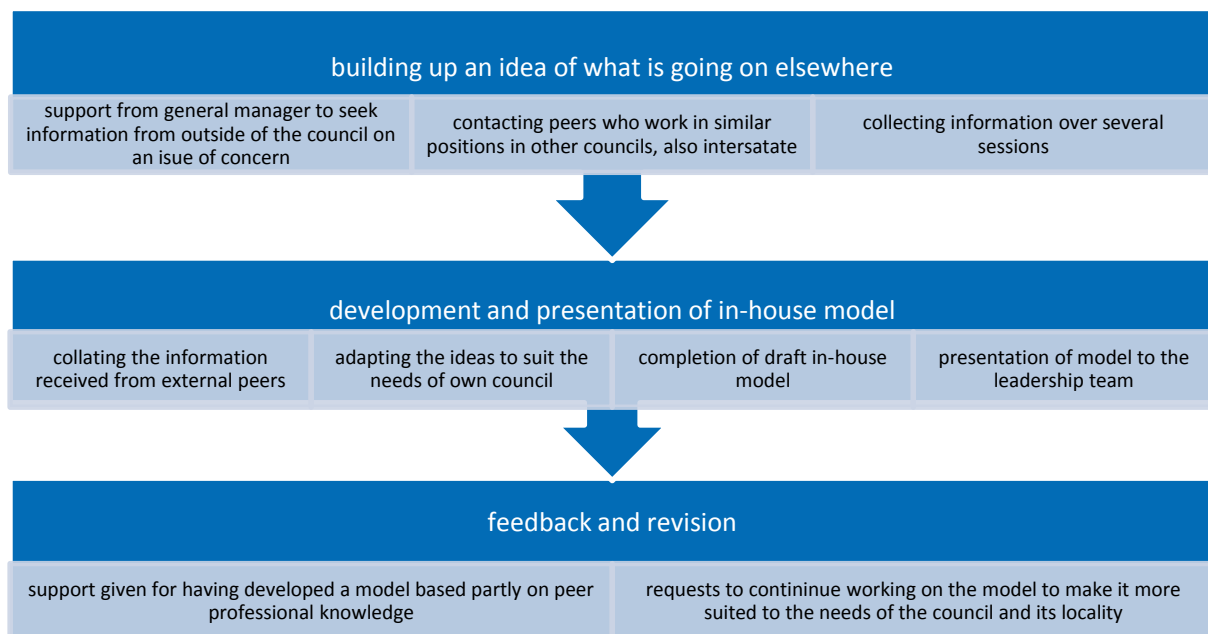 building up an idea of what is going on elsewhere
support from general manager to seek
information from outside of the council on
an isue of concern
contacting peers who work in similar
positions in other councils, also intersatate
collecting information over several
sessions
development and presentation of in-house model
collating the information
received from external peers
adapting the ideas to suit the
needs of own council
completion of draft in-house
model
presentation of model to the
leadership team
feedback and revision
support given for having developed a model based partly on peer
professional knowledge
requests to contininue working on the model to make it more
suited to the needs of the council and its locality